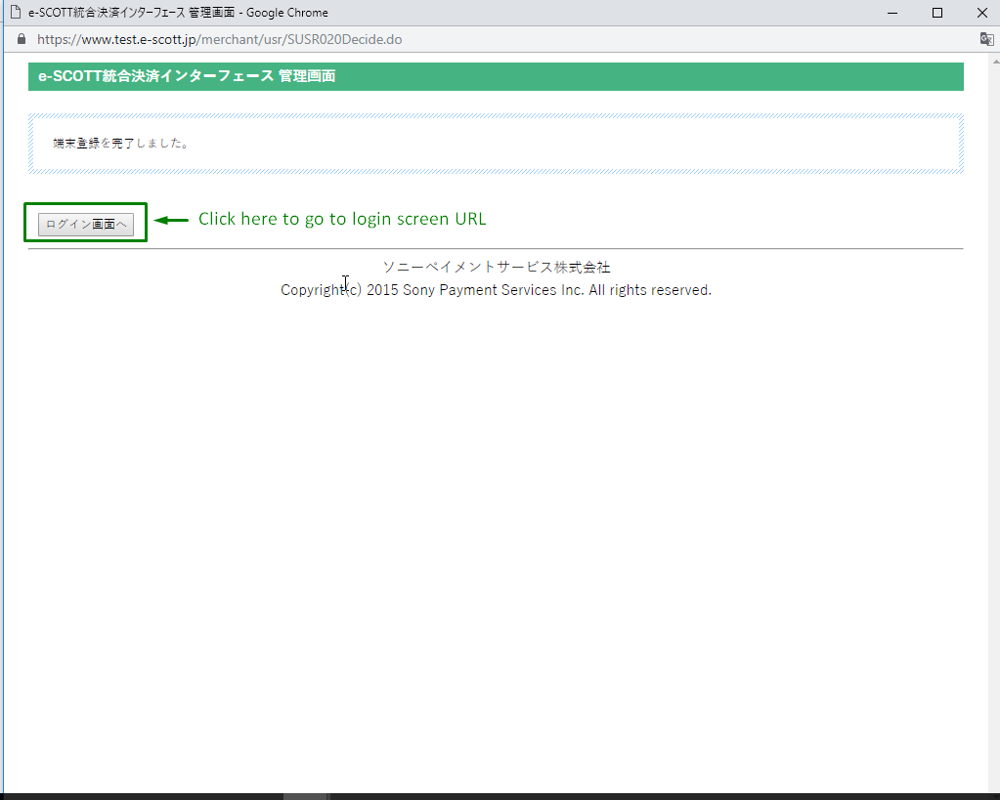 e-SCOTT統合決済インターフェース 管理画面 - Google Chrome
https://www.test.e-scott.jp/merchant/usr/SUSR020Decide.do
e-SCOTT統合決済インターフェース 管理画面
端末登録を完了しました。
ログイン画面へ
Click here to go to login screen URL
ソニーペイメントサービス株式会社
Copyright(c) 2015 Sony Payment Services Inc. All rights reserved.